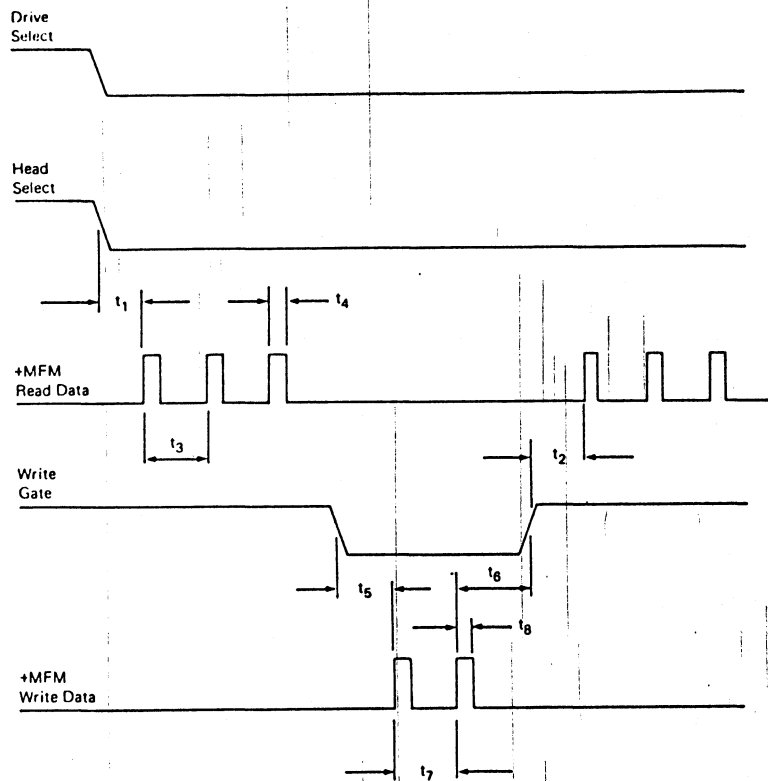 Drive
Select
Head
Select
t1
t4
+MFM
Read Data
t3
t2
Write
Gate
t5
t6
t8
+MFM
Write Data
t7